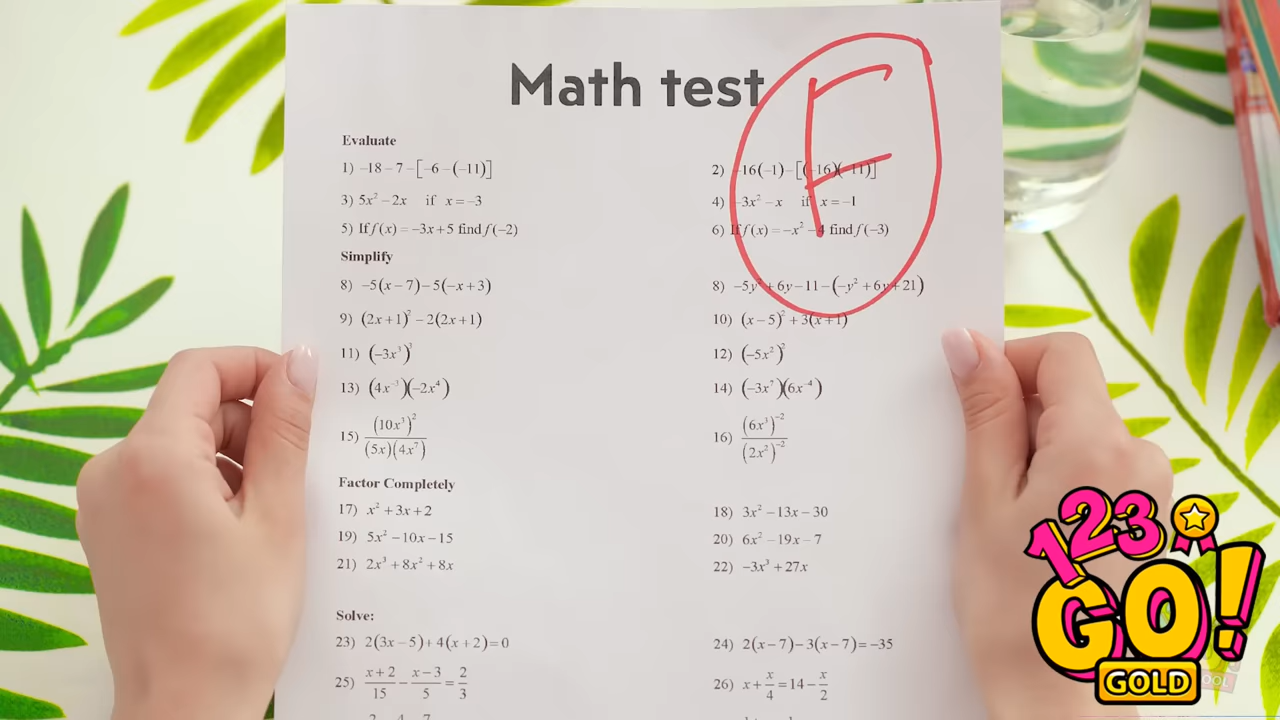 Math test
F
Evaluate
1) -18-7-[-6-(-11)] 2) -16(-1)-[(-16)(-11)]
3) 5x²-2x if x=-3 4) -3x²-x if x=-1
5) If f(x)=-3x+5 find f(-2) 6) If f(x)=-x²-4 find f(-3)
Simplify
8) -5(x-7)-5(-x+3) 8) -5y²+6y-11-(-y²+6y+21)
9) (2x+1)²-2(2x+1) 10) (x-5)²+3(x+1)
11) (-3x³)² 12) (-5x²)²
13) (4x⁻³)(-2x⁴) 14) (-3x⁷)(6x⁻⁴)
15) (10x³)²/(5x)(4x⁷) 16) (6x³)⁻²/(2x²)⁻²
Factor Completely
17) x²+3x+2 18) 3x²-13x-30
19) 5x²-10x-15 20) 6x²-19x-7
21) 2x³+8x²+8x 22) -3x³+27x
Solve:
23) 2(3x-5)+4(x+2)=0 24) 2(x-7)-3(x-7)=-35
25) x+2/15 - x-3/5 = 2/3 26) x+x/4=14-x/2
123
GO!
GOLD